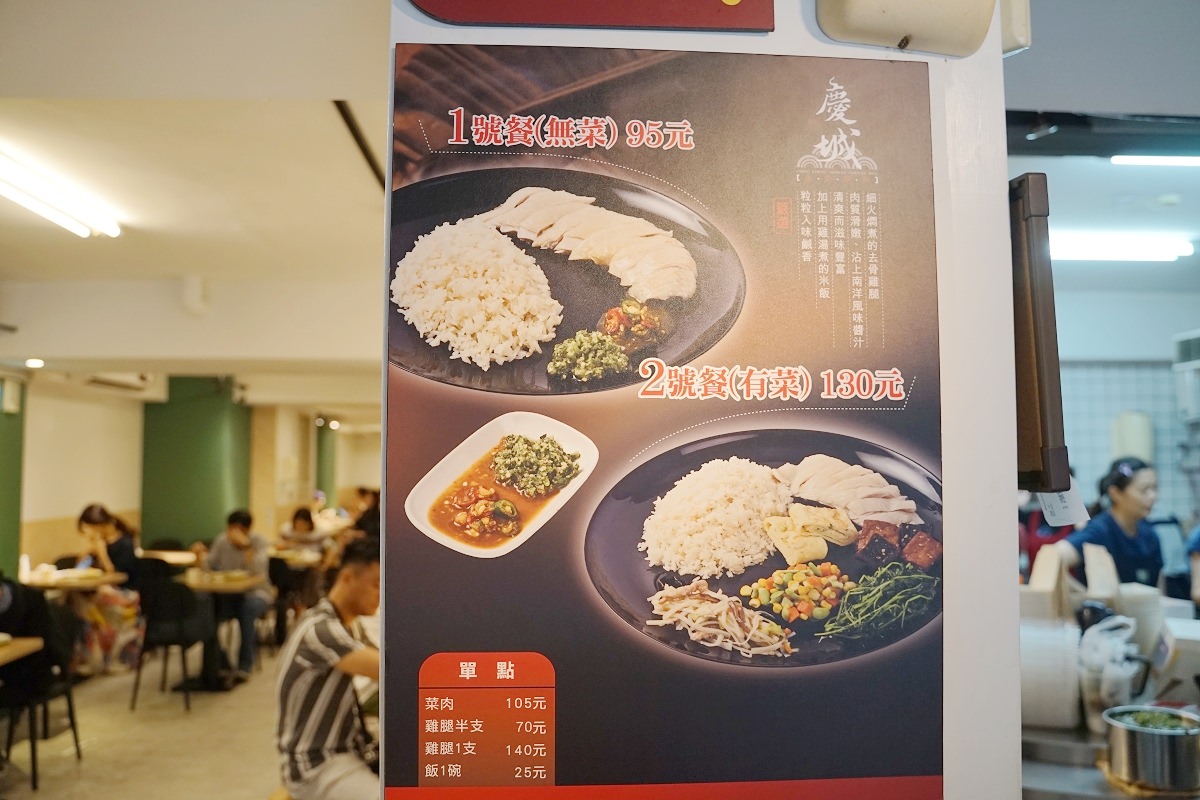 1號餐(無菜) 95元
慶城
細火燜煮的去骨雞腿
肉質滑嫩、沾上南洋風味醬汁
清爽而滋味豐富
加上用雞湯煮的米飯
粒粒入味鹹香
2號餐(有菜) 130元
單點
菜肉 105元
雞腿半支 70元
雞腿1支 140元
飯1碗 25元